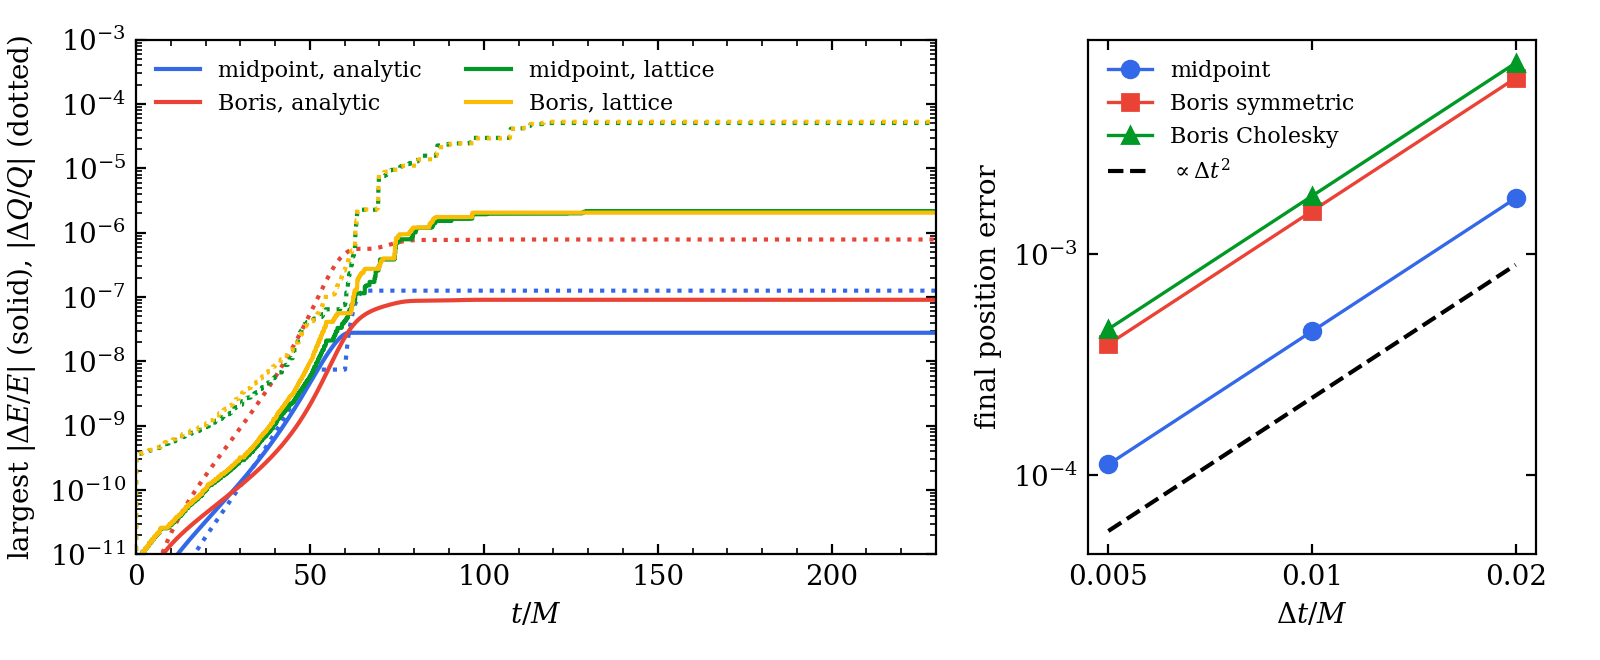 largest |ΔE/E| (solid), |ΔQ/Q| (dotted)
10⁻³
10⁻⁴
10⁻⁵
10⁻⁶
10⁻⁷
10⁻⁸
10⁻⁹
10⁻¹⁰
10⁻¹¹
midpoint, analytic
Boris, analytic
midpoint, lattice
Boris, lattice
0 50 100 150 200
t/M
final position error
10⁻³
10⁻⁴
midpoint
Boris symmetric
Boris Cholesky
∝ Δt²
0.005 0.01 0.02
Δt/M